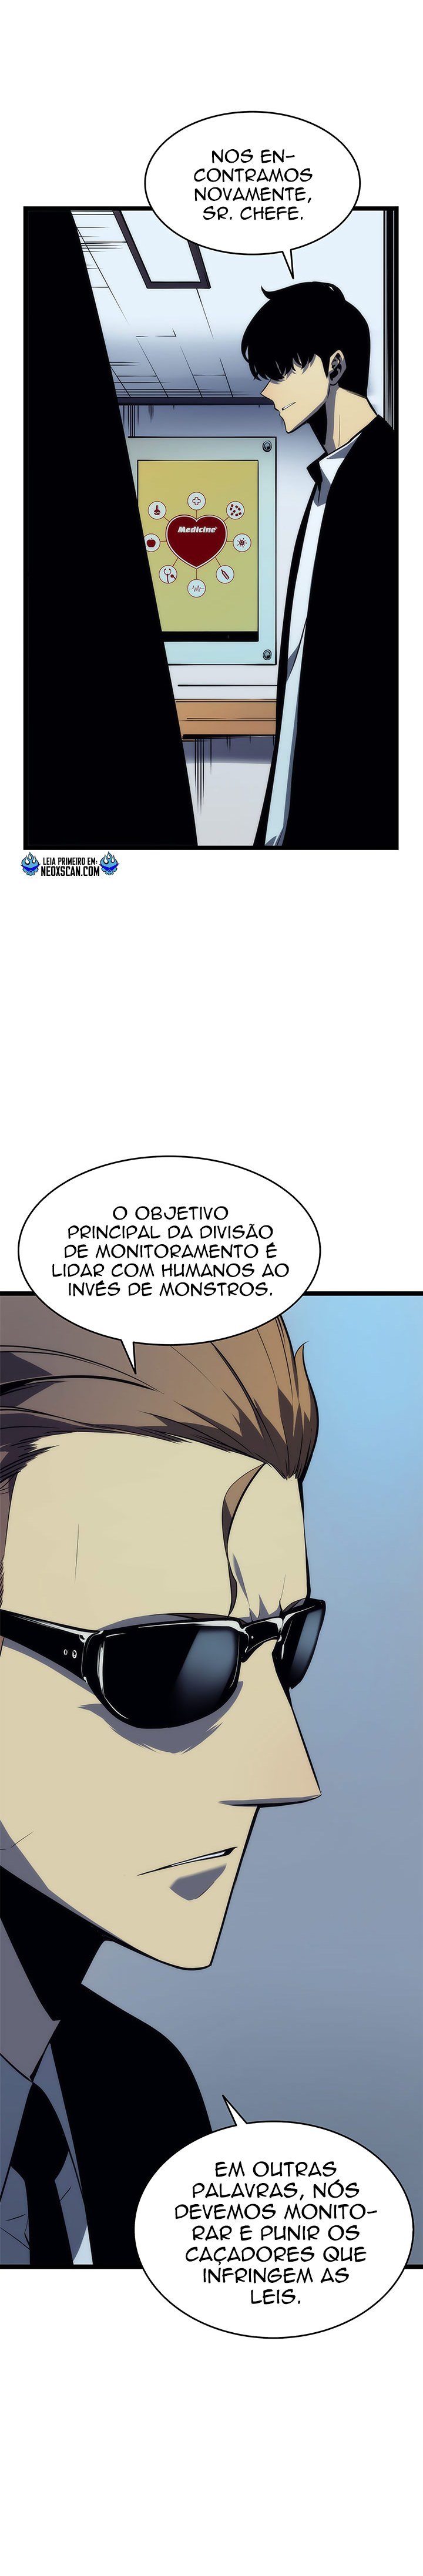 NOS EN-
CONTRAMOS
NOVAMENTE,
SR. CHEFE.
Medicine
LEIA PRIMEIRO EM:
NEOXSCAN.COM
O OBJETIVO
PRINCIPAL DA DIVISÃO
DE MONITORAMENTO É
LIDAR COM HUMANOS AO
INVÉS DE MONSTROS.
EM OUTRAS
PALAVRAS, NÓS
DEVEMOS MONITO-
RAR E PUNIR OS
CAÇADORES QUE
INFRINGEM AS
LEIS.